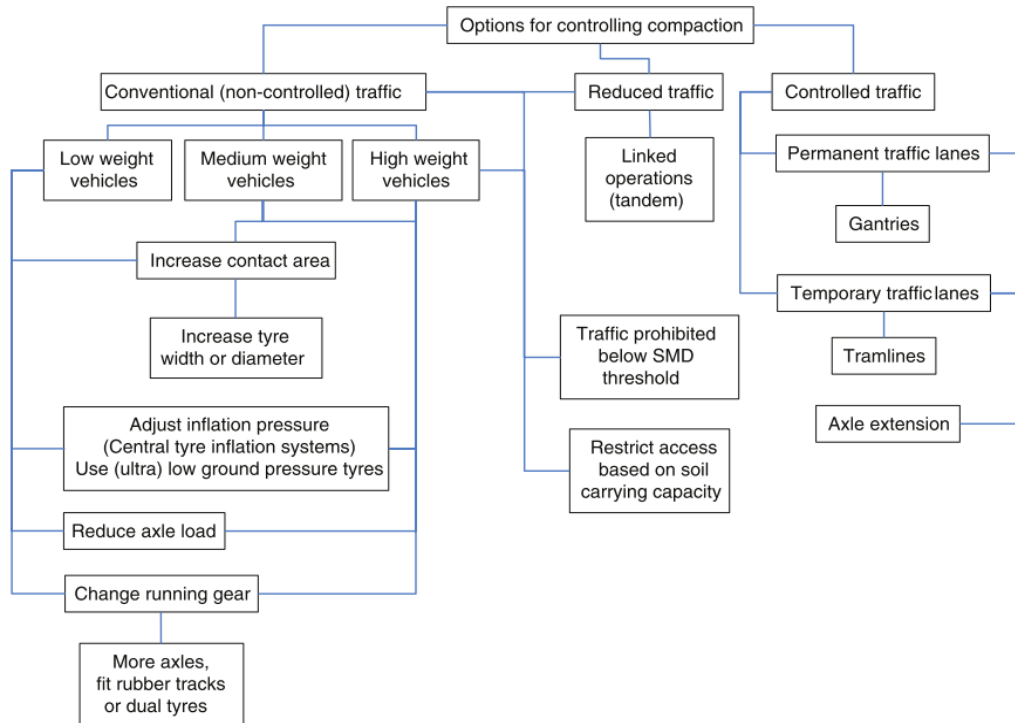 Options for controlling compaction
Conventional (non-controlled) traffic
Reduced traffic
Controlled traffic
Low weight
vehicles
Medium weight
vehicles
High weight
vehicles
Linked
operations
(tandem)
Permanent traffic lanes
Gantries
Increase contact area
Temporary traffic lanes
Increase tyre
width or diameter
Traffic prohibited
below SMD
threshold
Tramlines
Adjust inflation pressure
(Central tyre inflation systems)
Use (ultra) low ground pressure tyres
Axle extension
Restrict access
based on soil
carrying capacity
Reduce axle load
Change running gear
More axles,
fit rubber tracks
or dual tyres